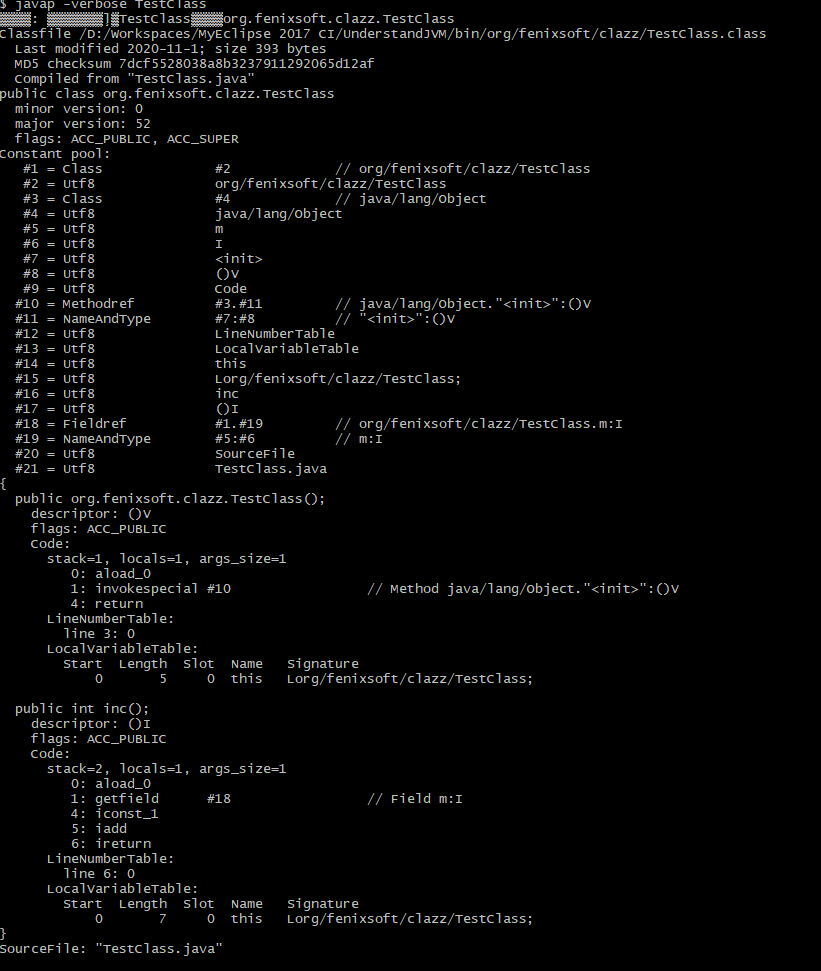 $ javap -verbose TestClass
: ]TestClass org.fenixsoft.clazz.TestClass
Classfile /D:/Workspaces/MyEclipse 2017 CI/UnderstandJVM/bin/org/fenixsoft/clazz/TestClass.class
  Last modified 2020-11-1; size 393 bytes
  MD5 checksum 7dcf5528038a8b3237911292065d12af
  Compiled from "TestClass.java"
public class org.fenixsoft.clazz.TestClass
  minor version: 0
  major version: 52
  flags: ACC_PUBLIC, ACC_SUPER
Constant pool:
   #1 = Class              #2             // org/fenixsoft/clazz/TestClass
   #2 = Utf8               org/fenixsoft/clazz/TestClass
   #3 = Class              #4             // java/lang/Object
   #4 = Utf8               java/lang/Object
   #5 = Utf8               m
   #6 = Utf8               I
   #7 = Utf8               <init>
   #8 = Utf8               ()V
   #9 = Utf8               Code
  #10 = Methodref          #3.#11         // java/lang/Object."<init>":()V
  #11 = NameAndType        #7:#8          // "<init>":()V
  #12 = Utf8               LineNumberTable
  #13 = Utf8               LocalVariableTable
  #14 = Utf8               this
  #15 = Utf8               Lorg/fenixsoft/clazz/TestClass;
  #16 = Utf8               inc
  #17 = Utf8               ()I
  #18 = Fieldref           #1.#19         // org/fenixsoft/clazz/TestClass.m:I
  #19 = NameAndType        #5:#6          // m:I
  #20 = Utf8               SourceFile
  #21 = Utf8               TestClass.java
{
  public org.fenixsoft.clazz.TestClass();
    descriptor: ()V
    flags: ACC_PUBLIC
    Code:
      stack=1, locals=1, args_size=1
         0: aload_0
         1: invokespecial #10                 // Method java/lang/Object."<init>":()V
         4: return
      LineNumberTable:
        line 3: 0
      LocalVariableTable:
        Start  Length  Slot  Name   Signature
            0       5     0  this   Lorg/fenixsoft/clazz/TestClass;
  public int inc();
    descriptor: ()I
    flags: ACC_PUBLIC
    Code:
      stack=2, locals=1, args_size=1
         0: aload_0
         1: getfield      #18                 // Field m:I
         4: iconst_1
         5: iadd
         6: ireturn
      LineNumberTable:
        line 6: 0
      LocalVariableTable:
        Start  Length  Slot  Name   Signature
            0       7     0  this   Lorg/fenixsoft/clazz/TestClass;
}
SourceFile: "TestClass.java"